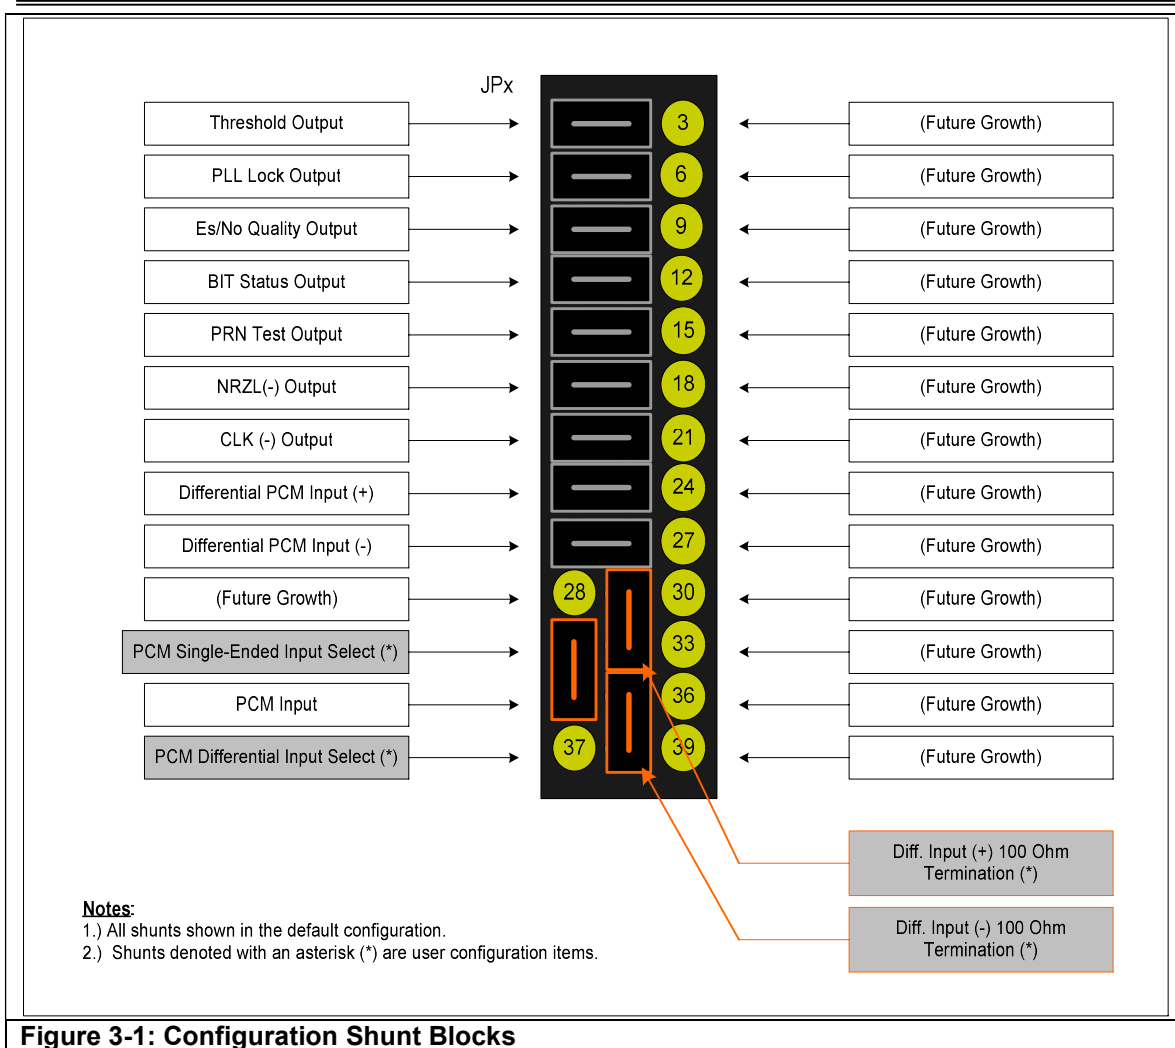 JPx
Threshold Output
3
(Future Growth)
PLL Lock Output
6
(Future Growth)
Es/No Quality Output
9
(Future Growth)
BIT Status Output
12
(Future Growth)
PRN Test Output
15
(Future Growth)
NRZL(-) Output
18
(Future Growth)
CLK (-) Output
21
(Future Growth)
Differential PCM Input (+)
24
(Future Growth)
Differential PCM Input (-)
27
(Future Growth)
(Future Growth)
28
30
(Future Growth)
PCM Single-Ended Input Select (*)
33
(Future Growth)
PCM Input
36
(Future Growth)
PCM Differential Input Select (*)
37
39
(Future Growth)
Diff. Input (+) 100 Ohm
Termination (*)
Diff. Input (-) 100 Ohm
Termination (*)
Notes:
1.) All shunts shown in the default configuration.
2.) Shunts denoted with an asterisk (*) are user configuration items.
Figure 3-1: Configuration Shunt Blocks